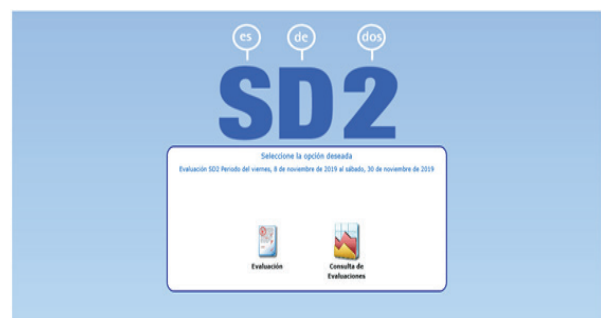 es de dos
SD2
Seleccione la opción deseada
Evaluación SD2 Periodo del viernes, 8 de noviembre de 2019 al sábado, 30 de noviembre de 2019
Evaluación
Consulta de
Evaluaciones